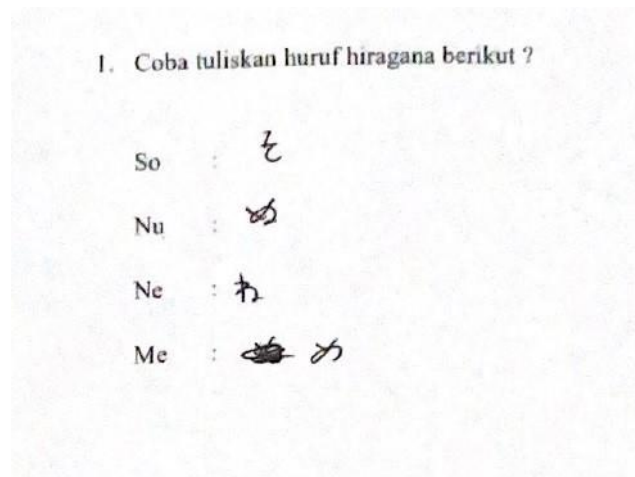 1. Coba tuliskan huruf hiragana berikut ?
So : そ
Nu : ぬ
Ne : ね
Me : め